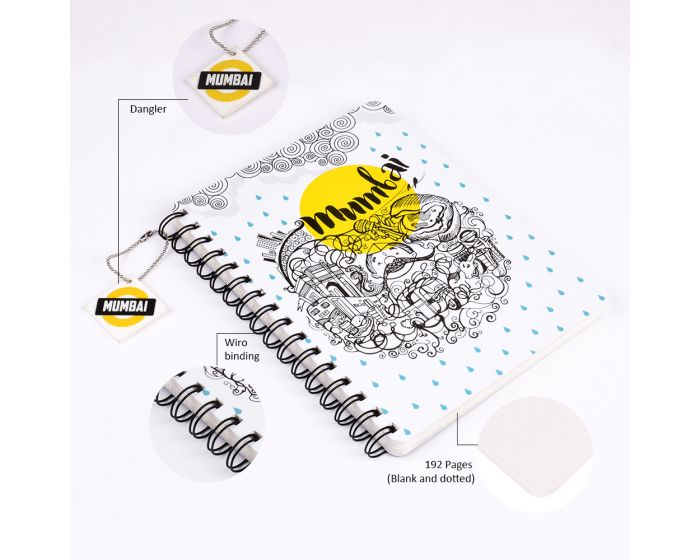 MUMBAI
Dangler
Mumbai
MUMBAI
Wiro
binding
192 Pages
(Blank and dotted)